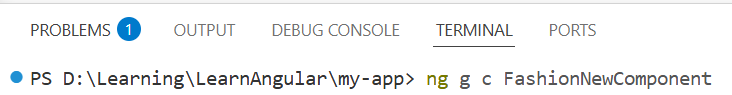 PROBLEMS 1 OUTPUT DEBUG CONSOLE TERMINAL PORTS
PS D:\Learning\LearnAngular\my-app> ng g c FashionNewComponent